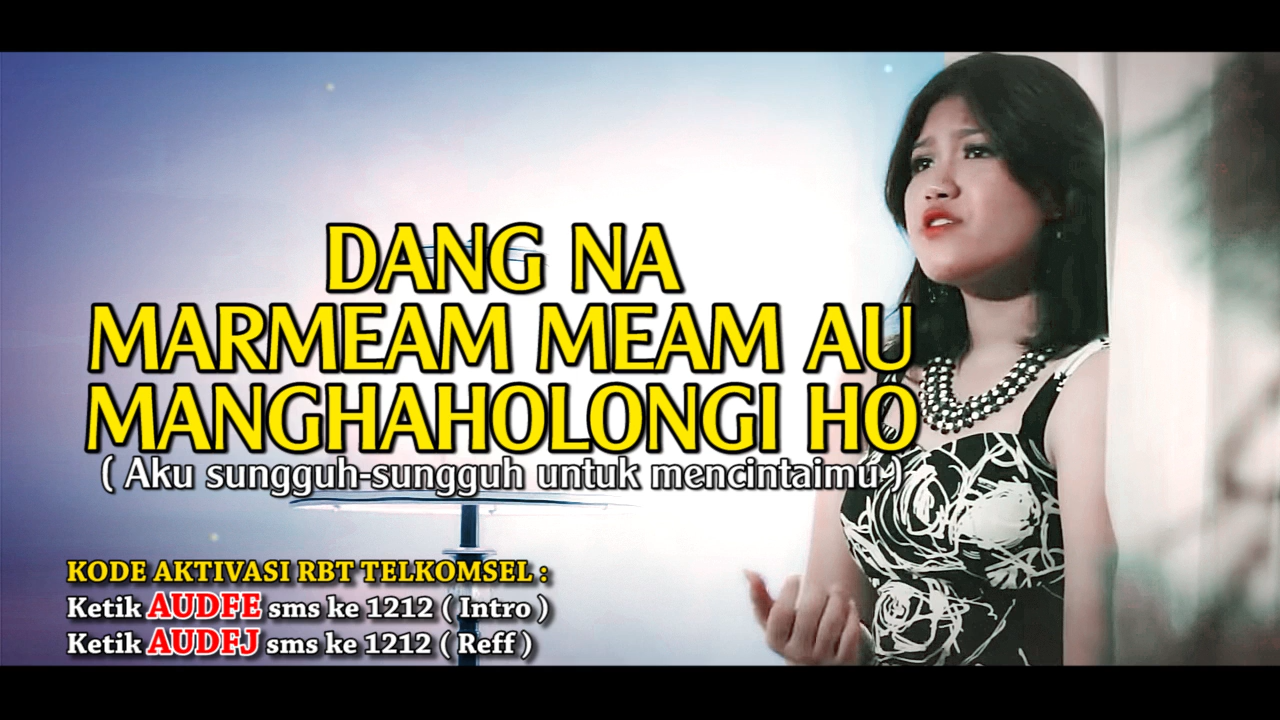 DANG NA
MARMEAM MEAM AU
MANGHAHOLONGI HO
( Aku sungguh-sungguh untuk mencintaimu )
KODE AKTIVASI RBT TELKOMSEL :
Ketik AUDFE sms ke 1212 ( Intro )
Ketik AUDFJ sms ke 1212 ( Reff )